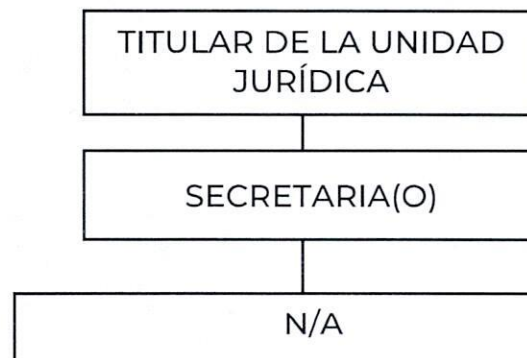 TITULAR DE LA UNIDAD
JURÍDICA
SECRETARIA(O)
N/A